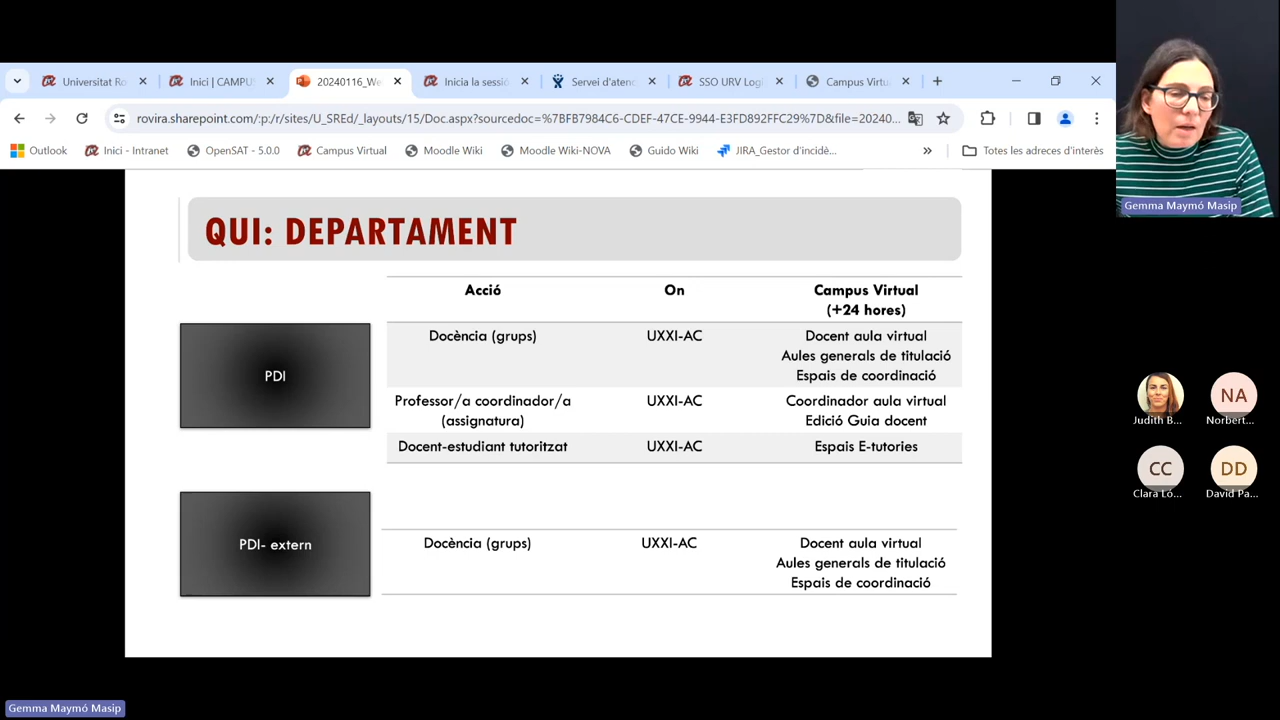 Universitat Ro
Inici | CAMPUS
20240116_We
Inicia la sessió
Servei d'atenc
SSO URV Logi
Campus Virtu
rovira.sharepoint.com/:p:/r/sites/U_SREd/_layouts/15/Doc.aspx?sourcedoc=%7BFB7984C6-CDEF-47CE-9944-E3FD892FFC29%7D&file=20240...
Outlook
Inici - Intranet
OpenSAT - 5.0.0
Campus Virtual
Moodle Wiki
Moodle Wiki-NOVA
Guido Wiki
JIRA_Gestor d'incidè...
Totes les adreces d'interès
Gemma Maymó Masip
QUI: DEPARTAMENT
Acció On Campus Virtual
(+24 hores)
PDI
Docència (grups) UXXI-AC Docent aula virtual
Aules generals de titulació
Espais de coordinació
Professor/a coordinador/a UXXI-AC Coordinador aula virtual
(assignatura) Edició Guia docent
Docent-estudiant tutoritzat UXXI-AC Espais E-tutories
PDI- extern
Docència (grups) UXXI-AC Docent aula virtual
Aules generals de titulació
Espais de coordinació
Judith B...
NA
Norbert...
CC
Clara Ló...
DD
David Pa...
Gemma Maymó Masip